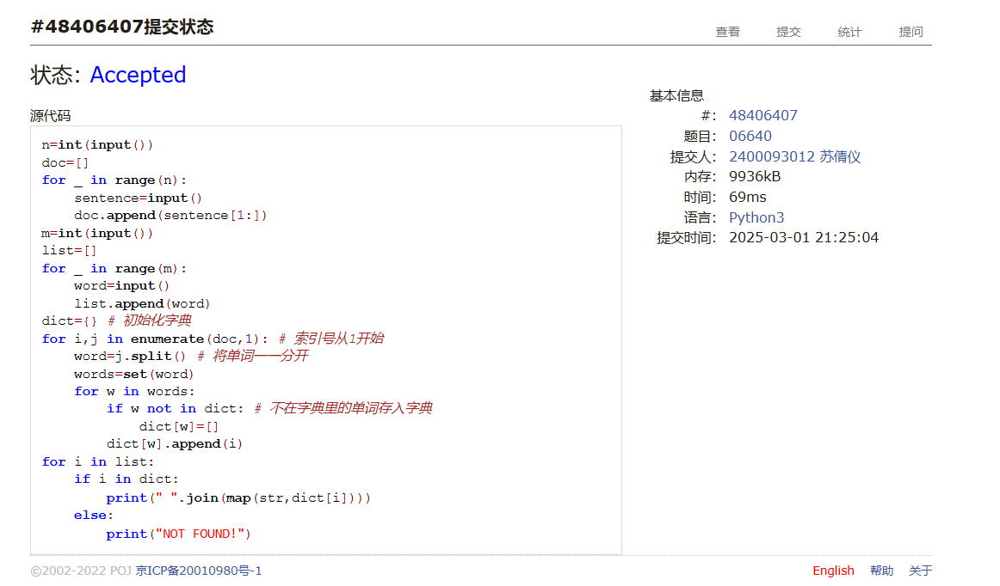 #48406407提交状态
查看 提交 统计 提问
状态: Accepted
源代码
n=int(input())
doc=[]
for _ in range(n):
    sentence=input()
    doc.append(sentence[1:])
m=int(input())
list=[]
for _ in range(m):
    word=input()
    list.append(word)
dict={} # 初始化字典
for i,j in enumerate(doc,1): # 索引号从1开始
    word=j.split() # 将单词一一分开
    words=set(word)
    for w in words:
        if w not in dict: # 不在字典里的单词存入字典
            dict[w]=[]
        dict[w].append(i)
for i in list:
    if i in dict:
        print(" ".join(map(str,dict[i])))
    else:
        print("NOT FOUND!")
基本信息
#: 48406407
题目: 06640
提交人: 2400093012 苏倩仪
内存: 9936kB
时间: 69ms
语言: Python3
提交时间: 2025-03-01 21:25:04
©2002-2022 POJ 京ICP备20010980号-1
English 帮助 关于